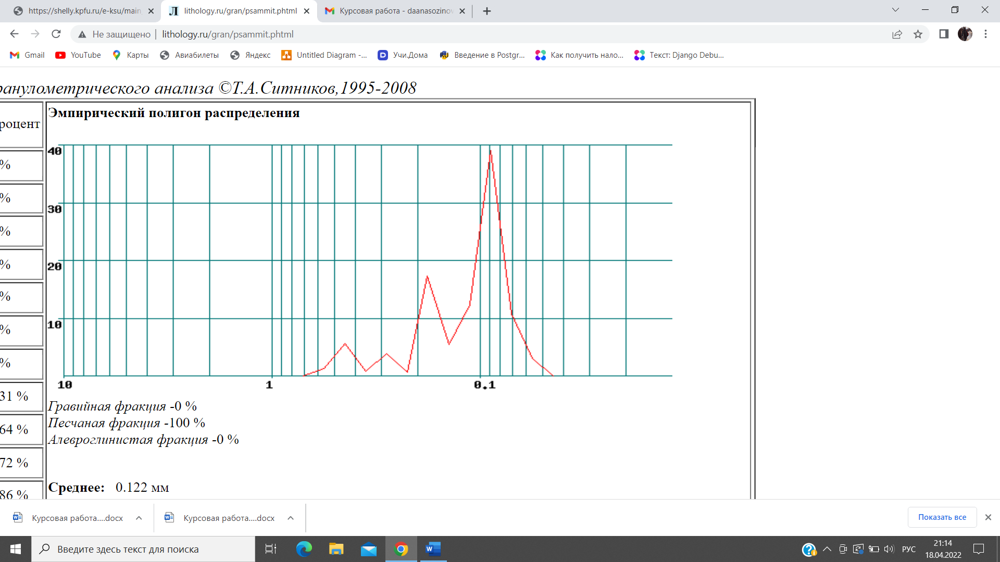 https://shelly.kpfu.ru/e-ksu/main
lithology.ru/gran/psammit.phtml
Курсовая работа - daanasozinov
Не защищено
lithology.ru/gran/psammit.phtml
Gmail
YouTube
Карты
Авиабилеты
Яндекс
Untitled Diagram -...
Учи.Дома
Введение в Postgr...
Как получить нало...
Текст: Django Debu...
ранулометрического анализа ©Т.А.Ситников,1995-2008
роцент
%
%
%
%
%
%
%
31 %
64 %
72 %
86 %
Эмпирический полигон распределения
40
30
20
10
10 1 0.1
Гравийная фракция -0 %
Песчаная фракция -100 %
Алевроглинистая фракция -0 %
Среднее: 0.122 мм
Курсовая работа....docx
Курсовая работа....docx
Показать все
Введите здесь текст для поиска
РУС
21:14
18.04.2022